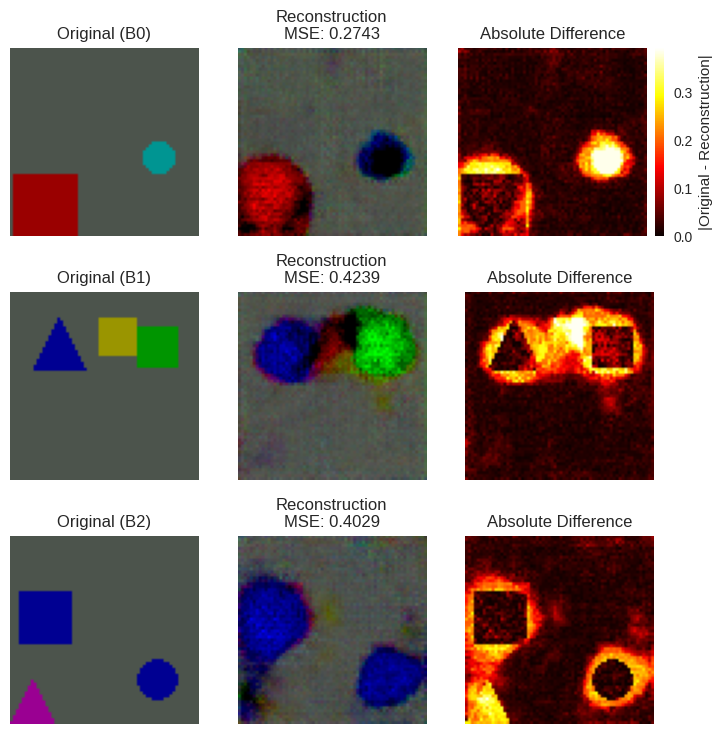 Original (B0)
Reconstruction
MSE: 0.2743
Absolute Difference
0.3
0.2
0.1
0.0
|Original - Reconstruction|
Original (B1)
Reconstruction
MSE: 0.4239
Absolute Difference
Original (B2)
Reconstruction
MSE: 0.4029
Absolute Difference